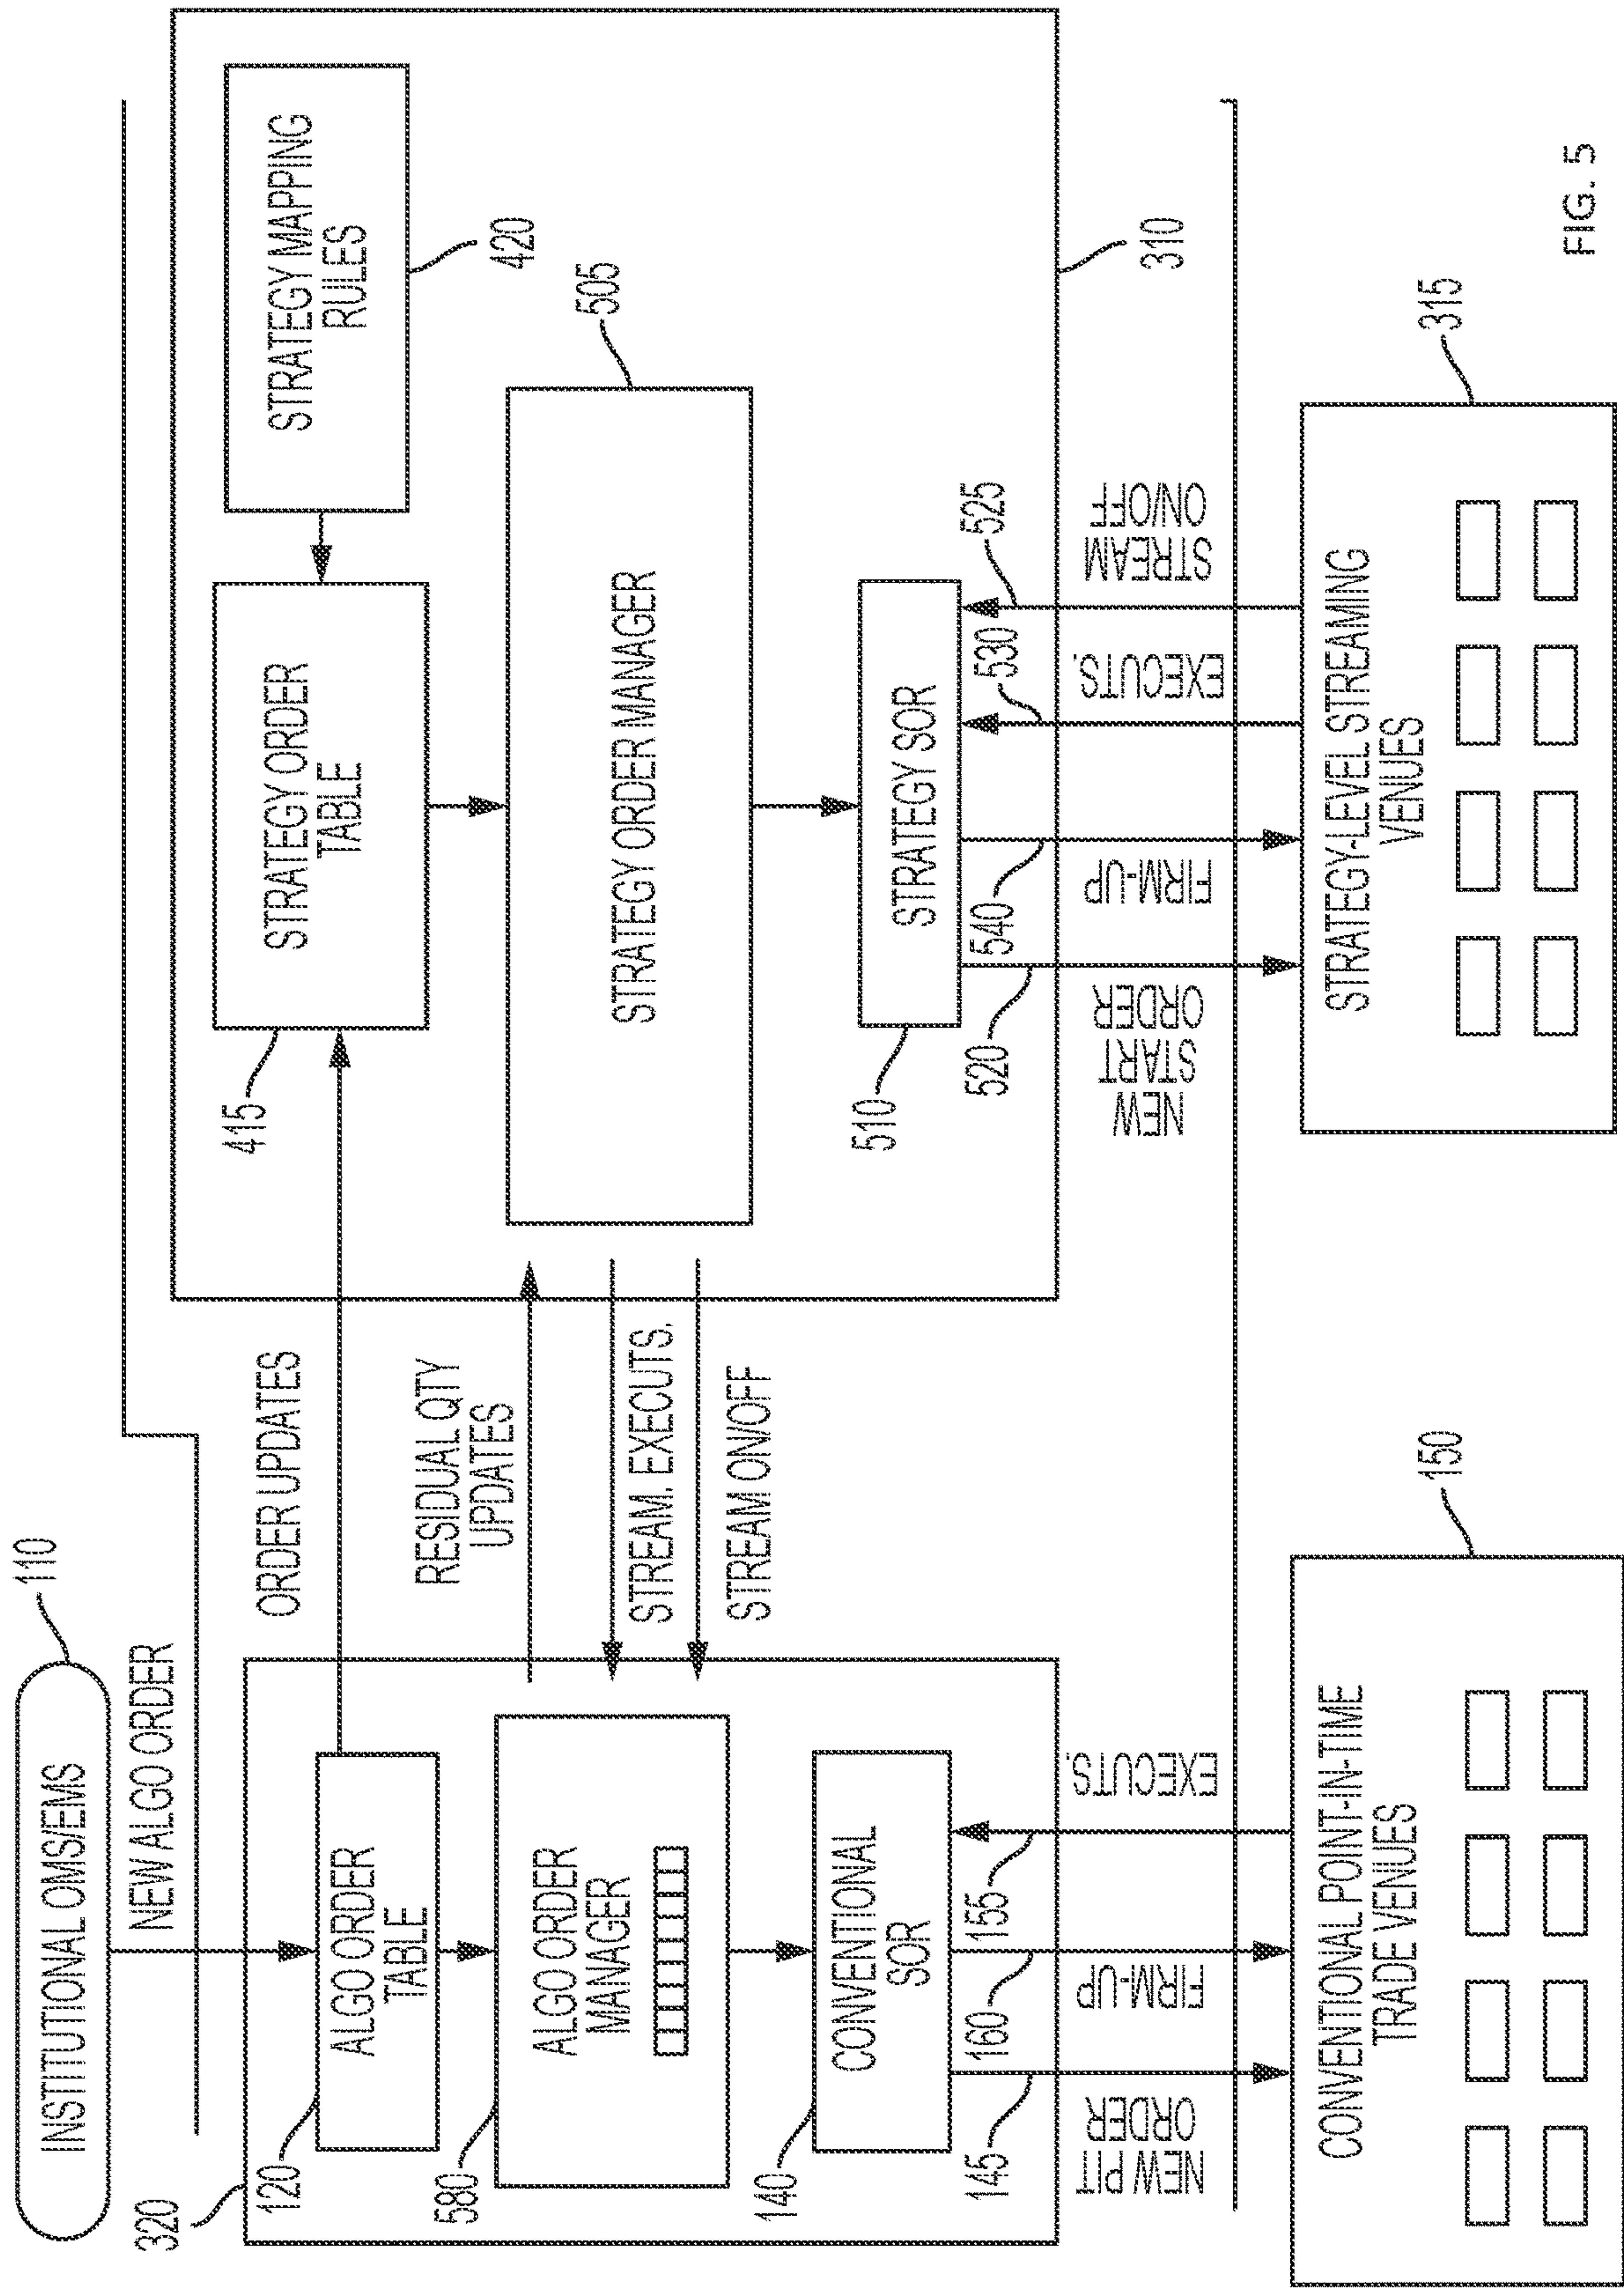 110
INSTITUTIONAL OMS/EMS
NEW ALGO ORDER
320
120
ALGO ORDER
TABLE
580
ALGO ORDER
MANAGER
140
CONVENTIONAL
SOR
145
160
155
NEW PIT
ORDER
FIRM-UP
EXECUTS.
150
CONVENTIONAL POINT-IN-TIME
TRADE VENUES
ORDER UPDATES
RESIDUAL QTY
UPDATES
STREAM. EXECUTS.
STREAM ON/OFF
415
STRATEGY ORDER
TABLE
STRATEGY MAPPING
RULES
420
505
STRATEGY ORDER MANAGER
510
STRATEGY SOR
520
540
530
525
NEW
START
ORDER
FIRM-UP
EXECUTS.
STREAM
ON/OFF
310
315
STRATEGY-LEVEL STREAMING
VENUES
FIG. 5